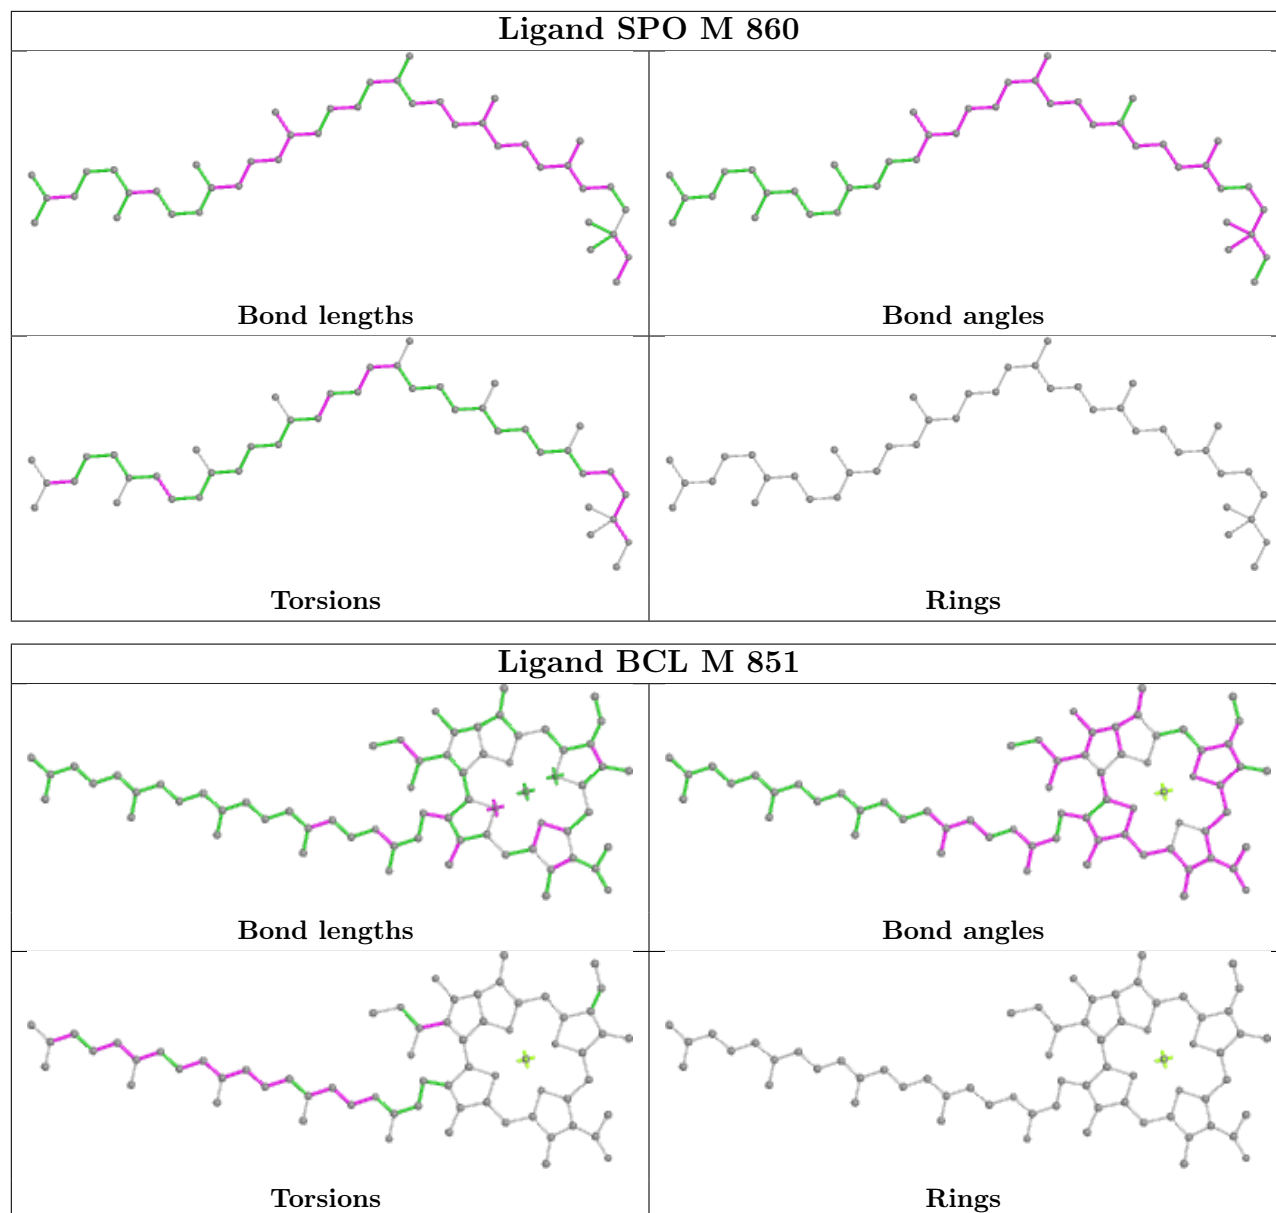 Ligand SPO M 860
Bond lengths
Bond angles
Torsions
Rings
Ligand BCL M 851
Bond lengths
Bond angles
Torsions
Rings